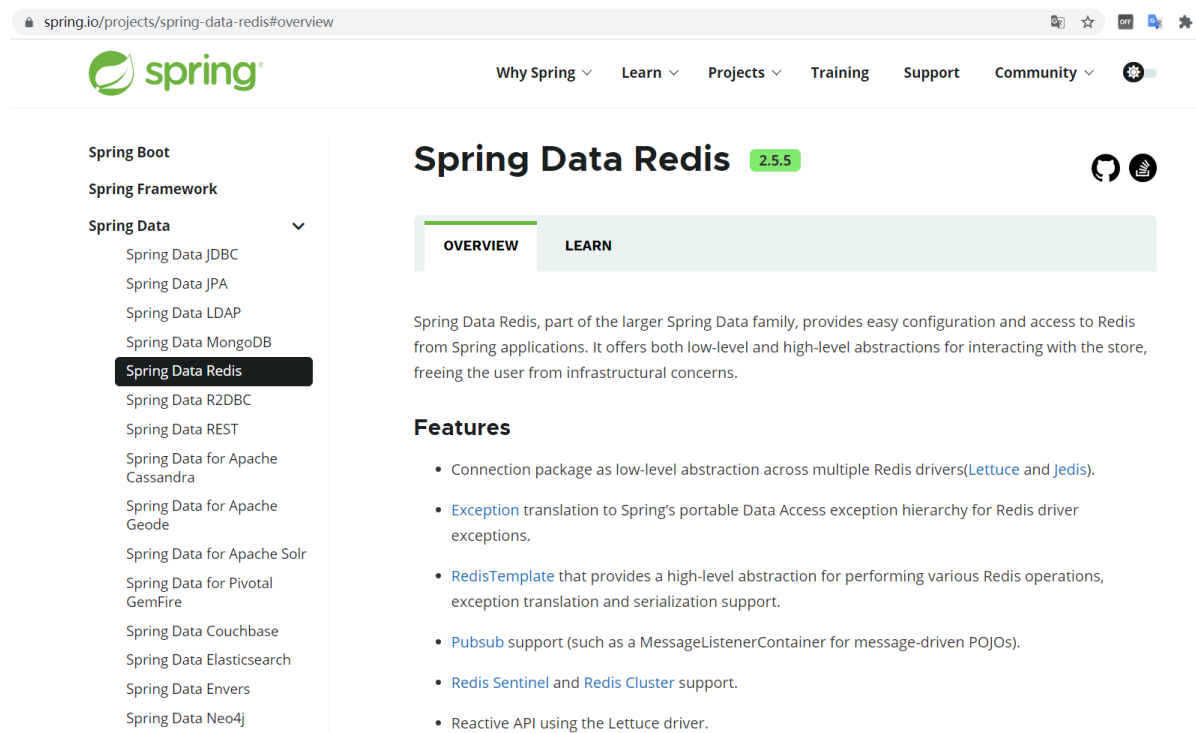 spring.io/projects/spring-data-redis#overview
OFF
G
spring
Why Spring
Learn
Projects
Training
Support
Community
Spring Boot
Spring Framework
Spring Data
Spring Data JDBC
Spring Data JPA
Spring Data LDAP
Spring Data MongoDB
Spring Data Redis
Spring Data R2DBC
Spring Data REST
Spring Data for Apache
Cassandra
Spring Data for Apache
Geode
Spring Data for Apache Solr
Spring Data for Pivotal
GemFire
Spring Data Couchbase
Spring Data Elasticsearch
Spring Data Envers
Spring Data Neo4j
Spring Data Redis 2.5.5
OVERVIEW
LEARN
Spring Data Redis, part of the larger Spring Data family, provides easy configuration and access to Redis
from Spring applications. It offers both low-level and high-level abstractions for interacting with the store,
freeing the user from infrastructural concerns.
Features
• Connection package as low-level abstraction across multiple Redis drivers(Lettuce and Jedis).
• Exception translation to Spring’s portable Data Access exception hierarchy for Redis driver
exceptions.
• RedisTemplate that provides a high-level abstraction for performing various Redis operations,
exception translation and serialization support.
• Pubsub support (such as a MessageListenerContainer for message-driven POJOs).
• Redis Sentinel and Redis Cluster support.
• Reactive API using the Lettuce driver.